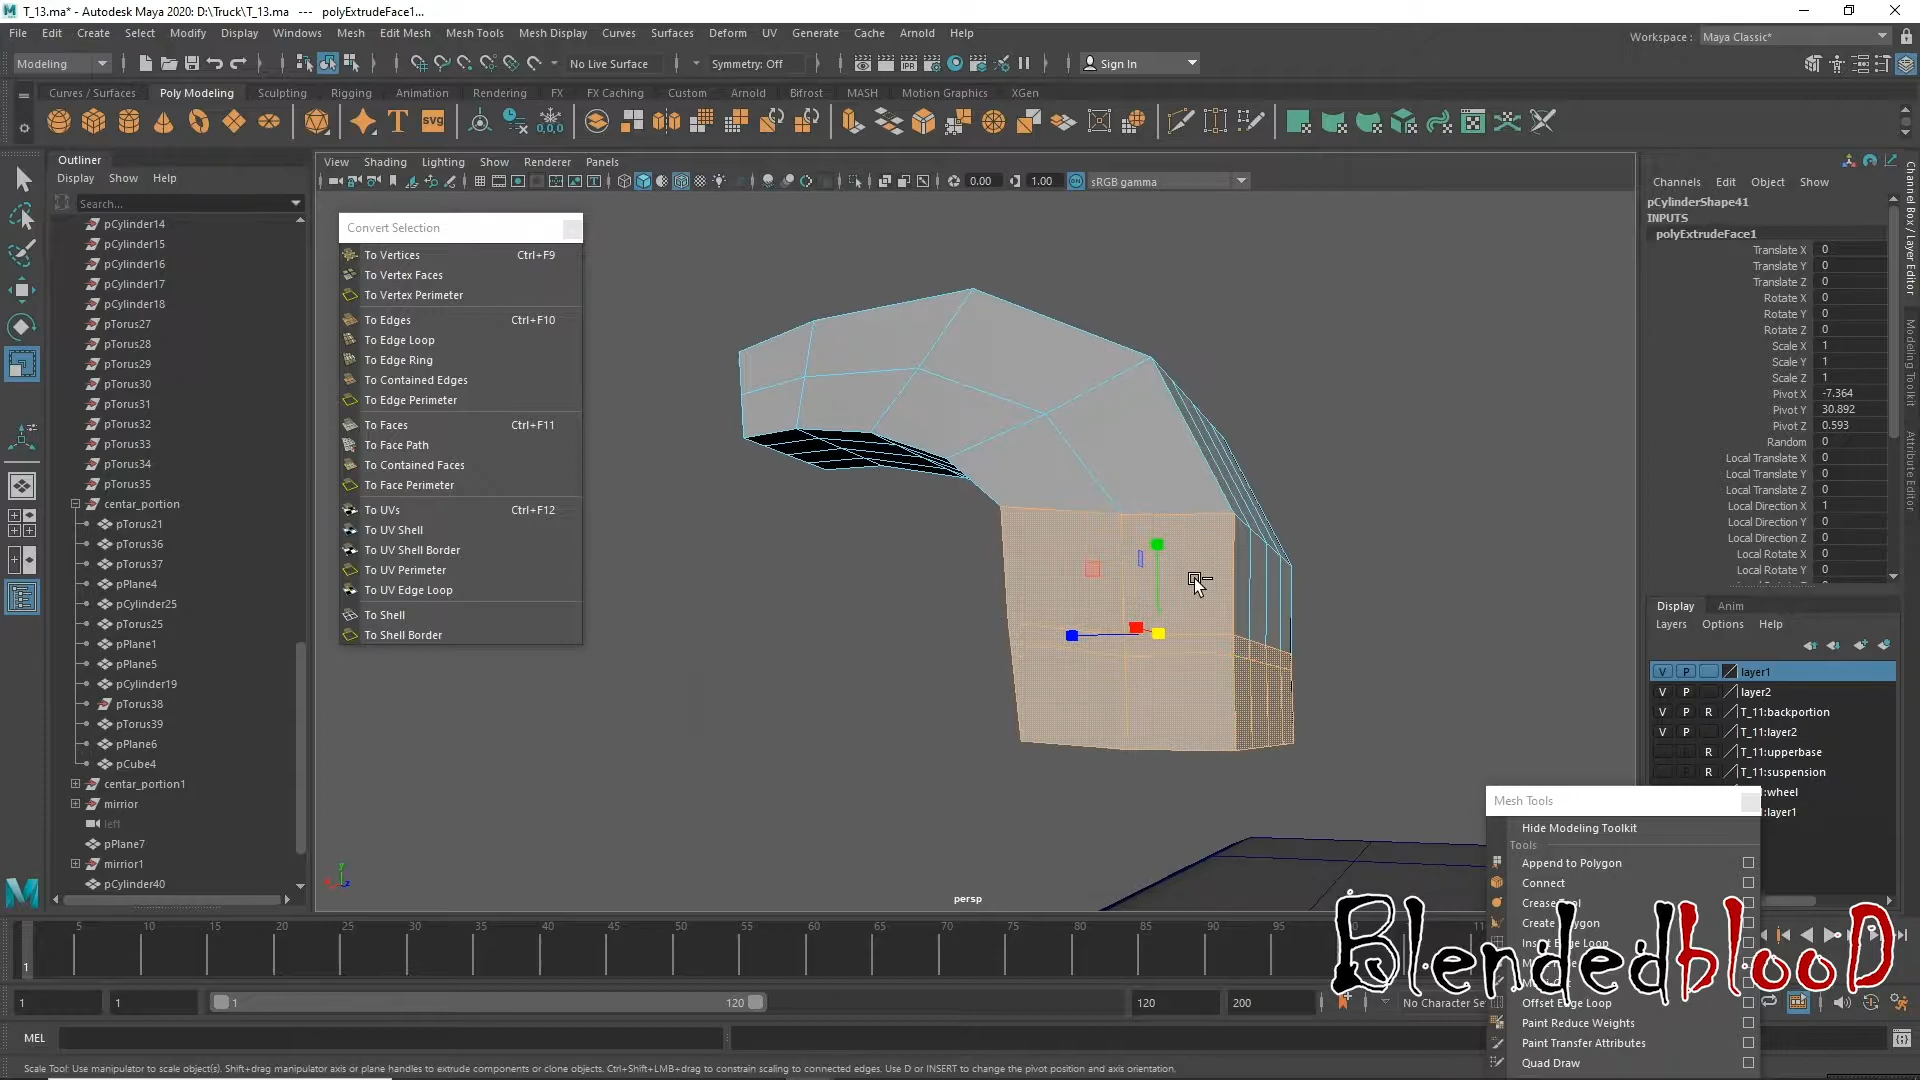 T_13.ma* - Autodesk Maya 2020: D:\Truck\T_13.ma   ---   polyExtrudeFace1...
File Edit Create Select Modify Display Windows Mesh Edit Mesh Mesh Tools Mesh Display Curves Surfaces Deform UV Generate Cache Arnold Help
Workspace : Maya Classic*
Modeling No Live Surface Symmetry: Off Sign In
Curves / Surfaces Poly Modeling Sculpting Rigging Animation Rendering FX FX Caching Custom Arnold Bifrost MASH Motion Graphics XGen
Outliner
Display Show Help
Search...
pCylinder14
pCylinder15
pCylinder16
pCylinder17
pCylinder18
pTorus27
pTorus28
pTorus29
pTorus30
pTorus31
pTorus32
pTorus33
pTorus34
pTorus35
centar_portion
pTorus21
pTorus36
pTorus37
pPlane4
pCylinder25
pTorus25
pPlane1
pPlane5
pCylinder19
pTorus38
pTorus39
pPlane6
pCube4
centar_portion1
mirrior
left
pPlane7
mirrior1
pCylinder40
View Shading Lighting Show Renderer Panels
0.00 1.00 sRGB gamma
Convert Selection
To Vertices Ctrl+F9
To Vertex Faces
To Vertex Perimeter
To Edges Ctrl+F10
To Edge Loop
To Edge Ring
To Contained Edges
To Edge Perimeter
To Faces Ctrl+F11
To Face Path
To Contained Faces
To Face Perimeter
To UVs Ctrl+F12
To UV Shell
To UV Shell Border
To UV Perimeter
To UV Edge Loop
To Shell
To Shell Border
persp
Channels Edit Object Show
pCylinderShape41
INPUTS
polyExtrudeFace1
Translate X 0
Translate Y 0
Translate Z 0
Rotate X 0
Rotate Y 0
Rotate Z 0
Scale X 1
Scale Y 1
Scale Z 1
Pivot X -7.364
Pivot Y 30.892
Pivot Z 0.593
Random 0
Local Translate X 0
Local Translate Y 0
Local Translate Z 0
Local Direction X 1
Local Direction Y 0
Local Direction Z 0
Local Rotate X 0
Local Rotate Y 0
Channel Box / Layer Editor
Modeling Toolkit
Attribute Editor
Display Anim
Layers Options Help
V P layer1
V P layer2
V P R T_11:backportion
V P R T_11:layer2
R T_11:upperbase
R T_11:suspension
:wheel
:layer1
Mesh Tools
Hide Modeling Toolkit
Tools
Append to Polygon
Connect
Offset Edge Loop
Paint Reduce Weights
Paint Transfer Attributes
Quad Draw
BlendedblooD
5 10 15 20 25 30 35 40 45 50 55 60 65 70 75 80 85 90 95
1
1 1 1 120 120 200 No Character Se
MEL
Scale Tool: Use manipulator to scale object(s). Shift+drag manipulator axis or plane handles to extrude components or clone objects. Ctrl+Shift+LMB+drag to constrain scaling to connected edges. Use D or INSERT to change the pivot position and axis orientation.